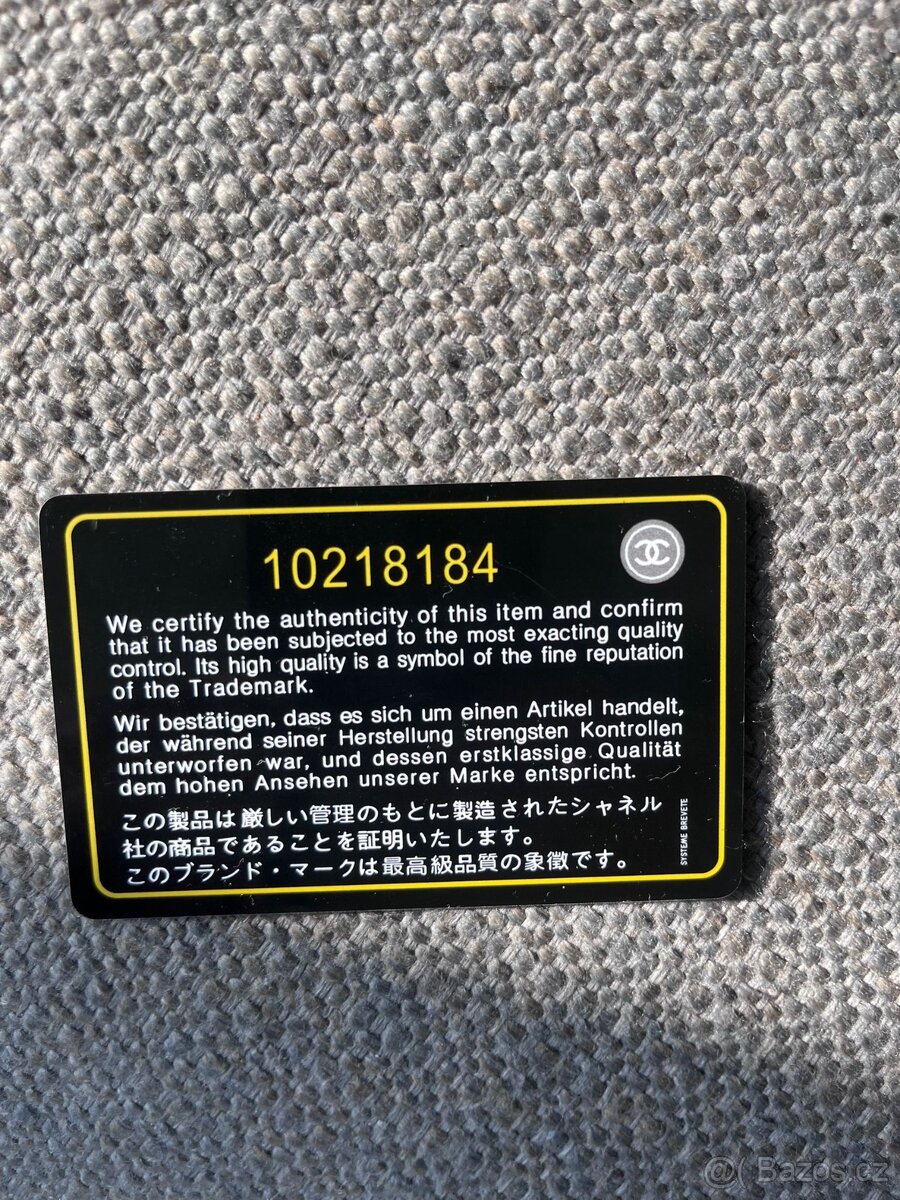 10218184
We certify the authenticity of this item and confirm
that it has been subjected to the most exacting quality
control. Its high quality is a symbol of the fine reputation
of the Trademark.
Wir bestätigen, dass es sich um einen Artikel handelt,
der während seiner Herstellung strengsten Kontrollen
unterworfen war, und dessen erstklassige Qualität
dem hohen Ansehen unserer Marke entspricht.
この製品は厳しい管理のもとに製造されたシャネル
社の商品であることを証明いたします。
このブランド・マークは最高級品質の象徴です。
SYSTEME BREVETE
@( Bazos.cz